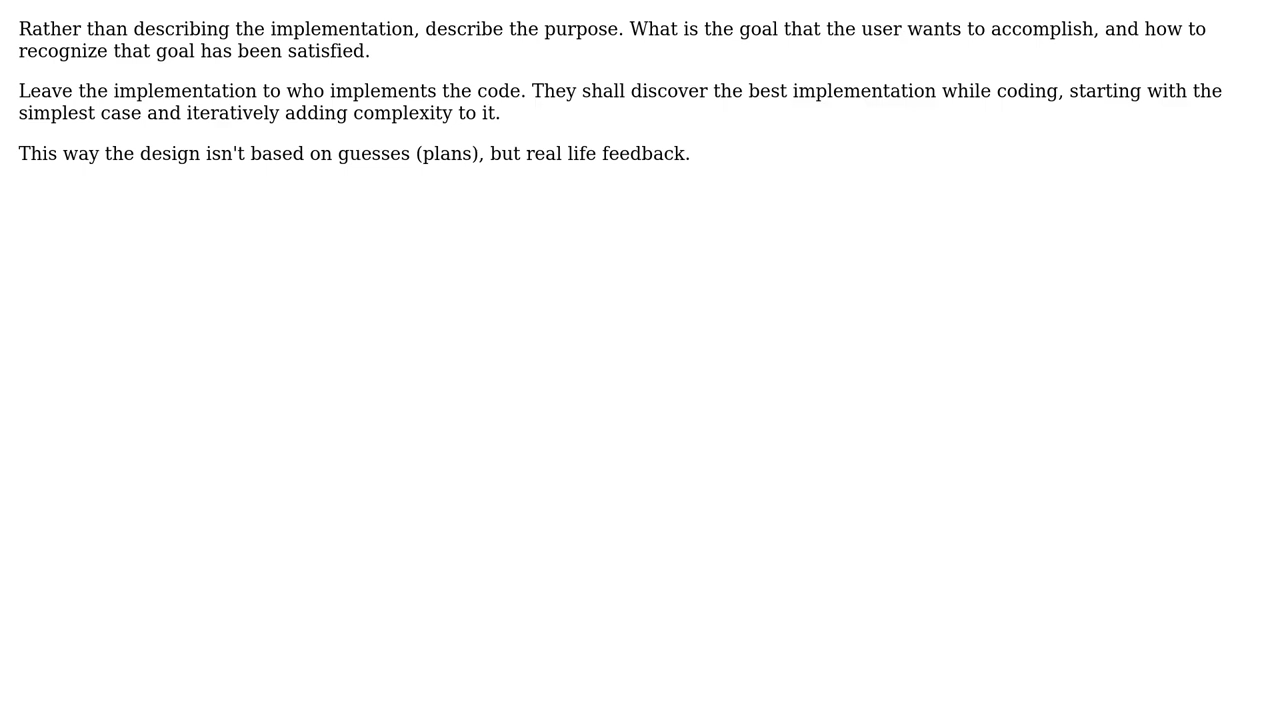 Rather than describing the implementation, describe the purpose. What is the goal that the user wants to accomplish, and how to
recognize that goal has been satisfied.
Leave the implementation to who implements the code. They shall discover the best implementation while coding, starting with the
simplest case and iteratively adding complexity to it.
This way the design isn't based on guesses (plans), but real life feedback.